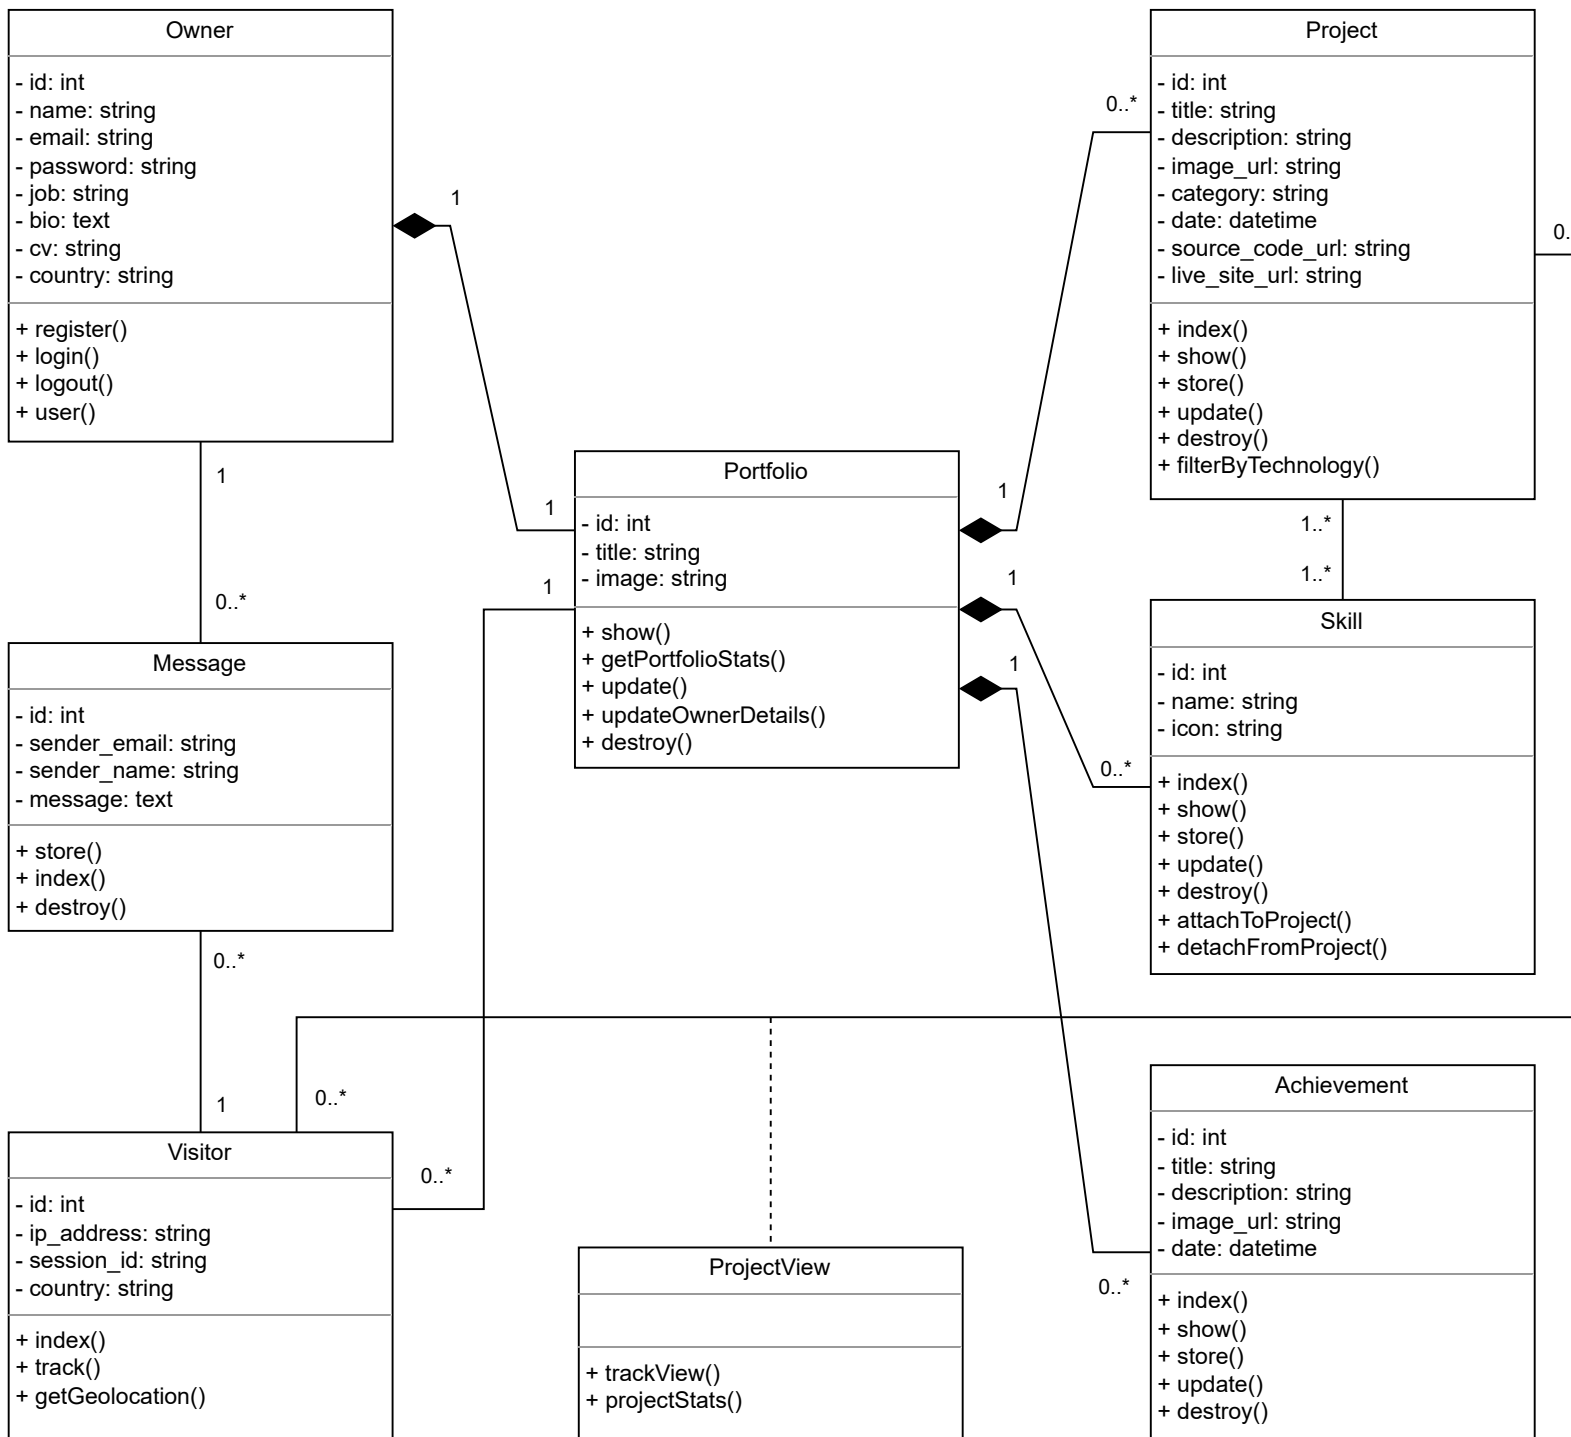 Owner
- id: int
- name: string
- email: string
- password: string
- job: string
- bio: text
- cv: string
- country: string
+ register()
+ login()
+ logout()
+ user()
1
1
1
0..*
Message
- id: int
- sender_email: string
- sender_name: string
- message: text
+ store()
+ index()
+ destroy()
0..*
1
Visitor
- id: int
- ip_address: string
- session_id: string
- country: string
+ index()
+ track()
+ getGeolocation()
0..*
0..*
1
Portfolio
- id: int
- title: string
- image: string
+ show()
+ getPortfolioStats()
+ update()
+ updateOwnerDetails()
+ destroy()
1
0..*
1
0..*
1
0..*
ProjectView
+ trackView()
+ projectStats()
Project
- id: int
- title: string
- description: string
- image_url: string
- category: string
- date: datetime
- source_code_url: string
- live_site_url: string
+ index()
+ show()
+ store()
+ update()
+ destroy()
+ filterByTechnology()
0.
1..*
1..*
Skill
- id: int
- name: string
- icon: string
+ index()
+ show()
+ store()
+ update()
+ destroy()
+ attachToProject()
+ detachFromProject()
Achievement
- id: int
- title: string
- description: string
- image_url: string
- date: datetime
+ index()
+ show()
+ store()
+ update()
+ destroy()